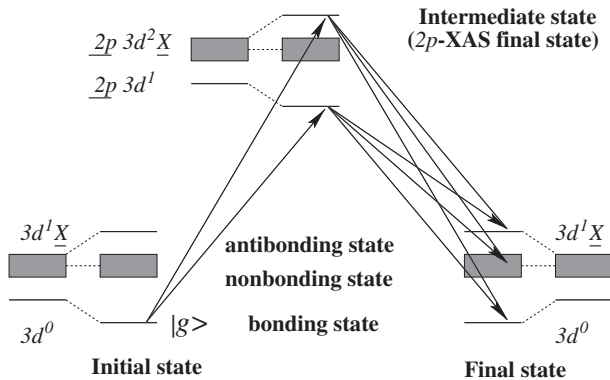 Intermediate state
(2p-XAS final state)
2p 3d²X
2p 3d¹
3d¹X
3d¹X
antibonding state
nonbonding state
|g> bonding state
3d⁰
3d⁰
Initial state
Final state